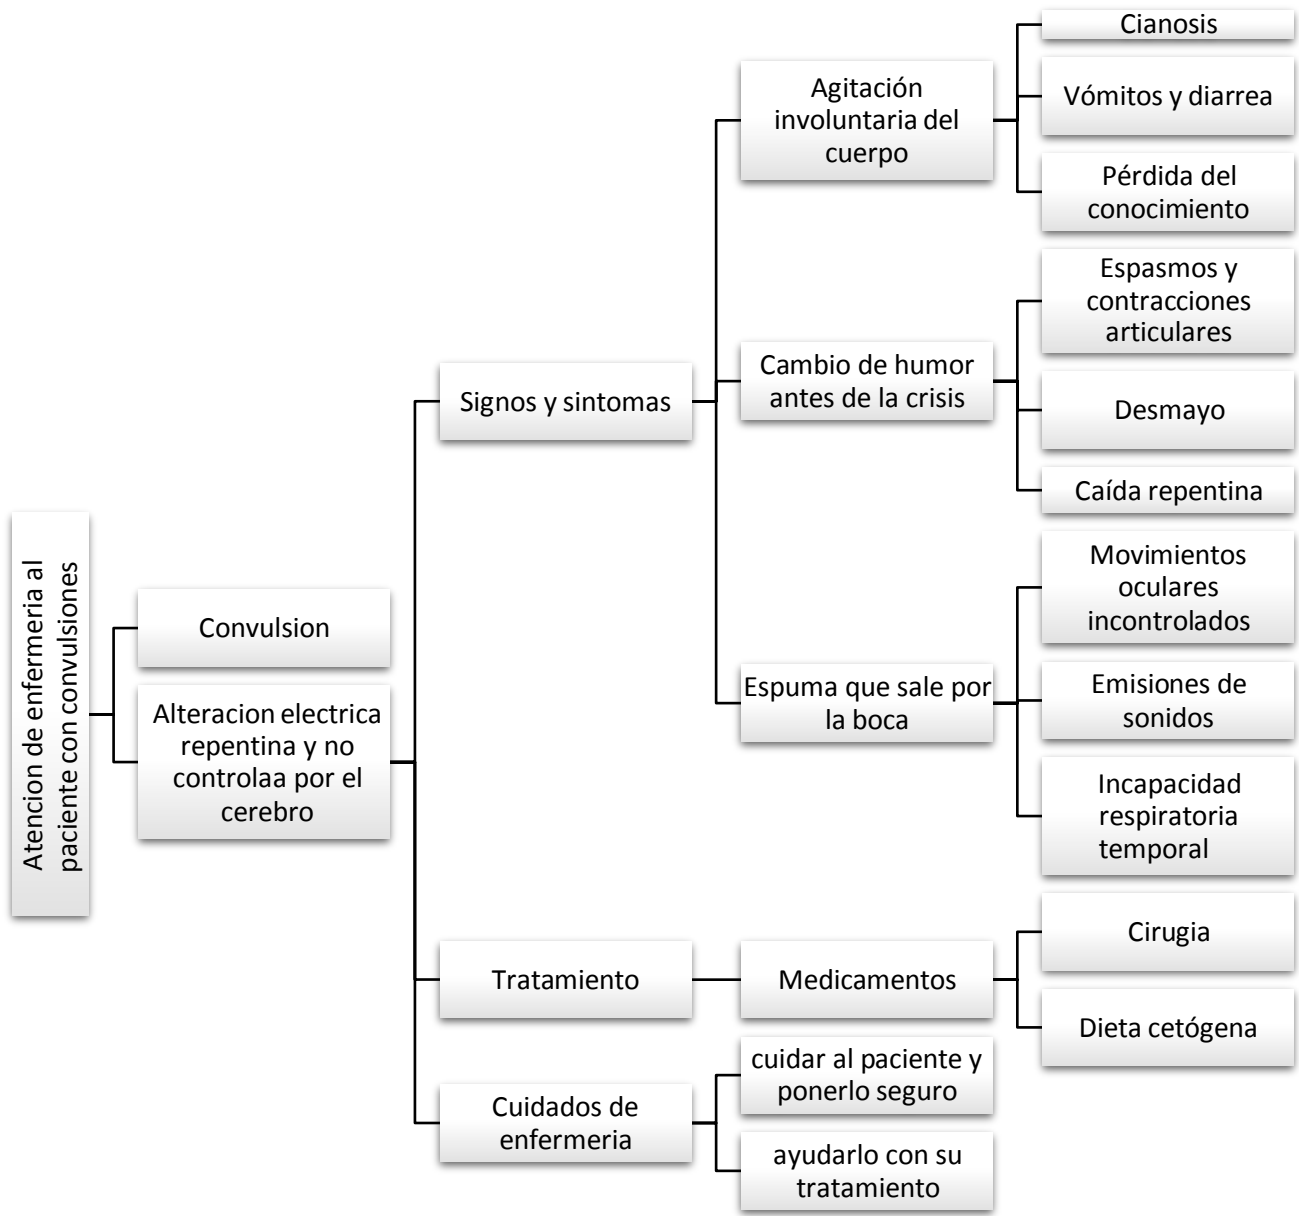 Atencion de enfermeria al
paciente con convulsiones
Convulsion
Alteracion electrica
repentina y no
controlaa por el
cerebro
Signos y sintomas
Agitación
involuntaria del
cuerpo
Cianosis
Vómitos y diarrea
Pérdida del
conocimiento
Cambio de humor
antes de la crisis
Espasmos y
contracciones
articulares
Desmayo
Caída repentina
Espuma que sale por
la boca
Movimientos
oculares
incontrolados
Emisiones de
sonidos
Incapacidad
respiratoria
temporal
Tratamiento
Medicamentos
Cirugia
Dieta cetógena
Cuidados de
enfermeria
cuidar al paciente y
ponerlo seguro
ayudarlo con su
tratamiento